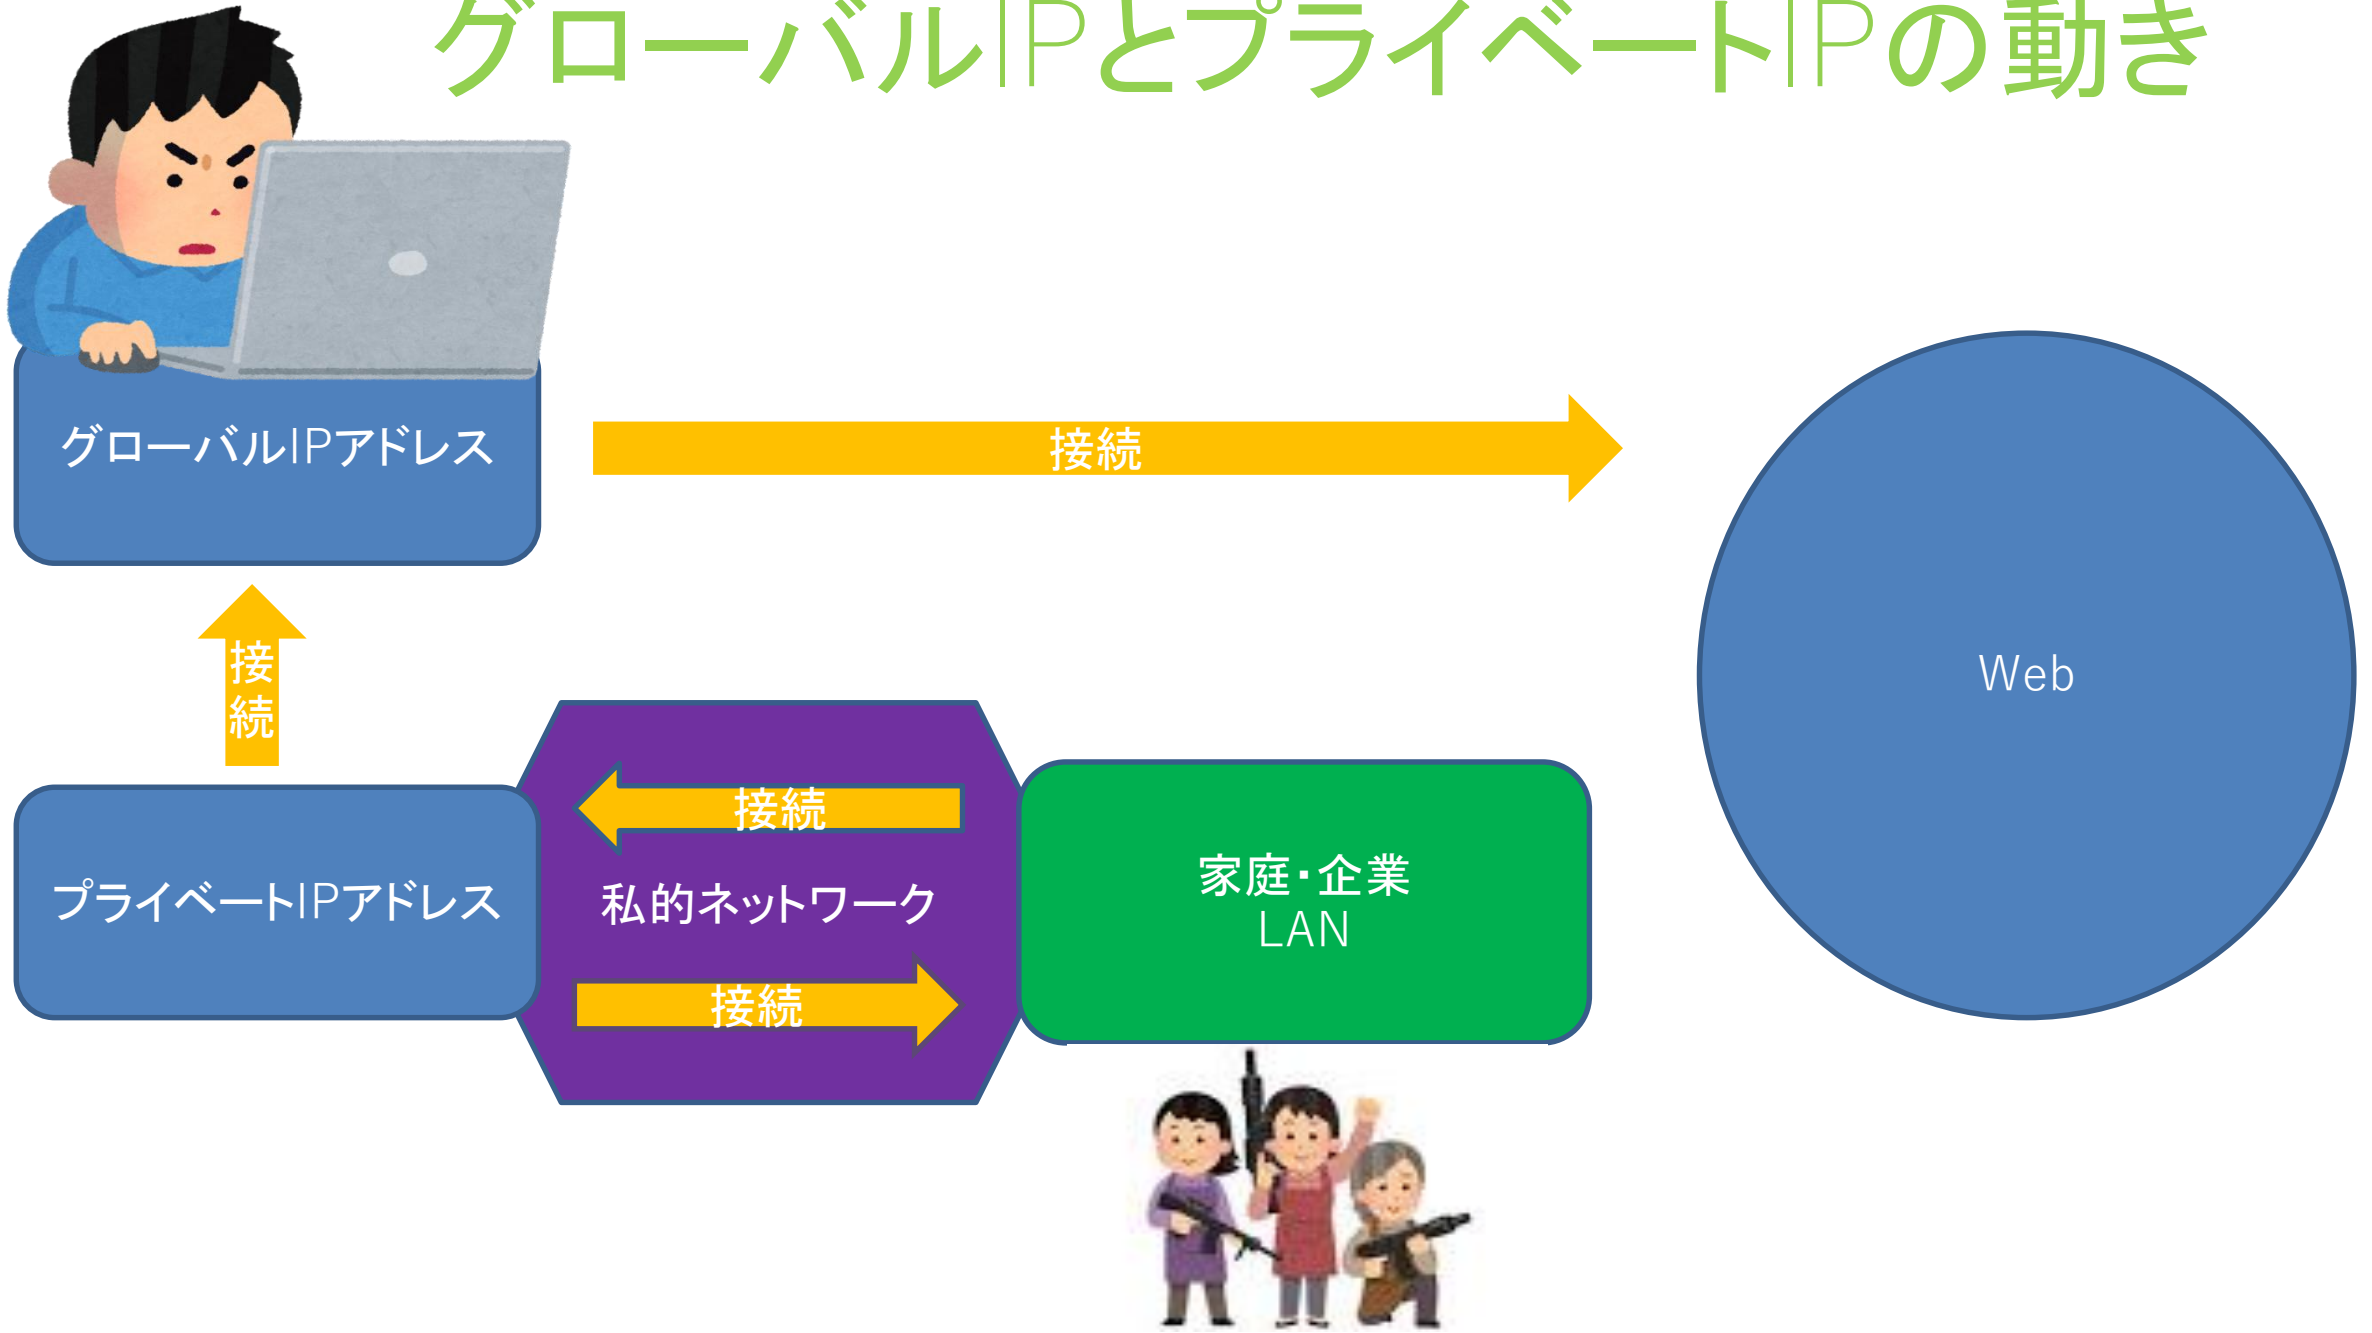 グローバルIPとプライベートIPの動き
グローバルIPアドレス
接続
接
続
Web
プライベートIPアドレス
接続
私的ネットワーク
接続
家庭・企業
LAN